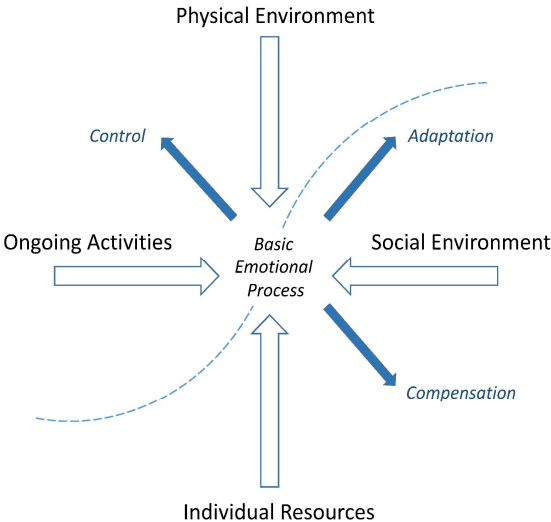 Physical Environment
Control
Adaptation
Ongoing Activities
Basic
Emotional
Process
Social Environment
Compensation
Individual Resources